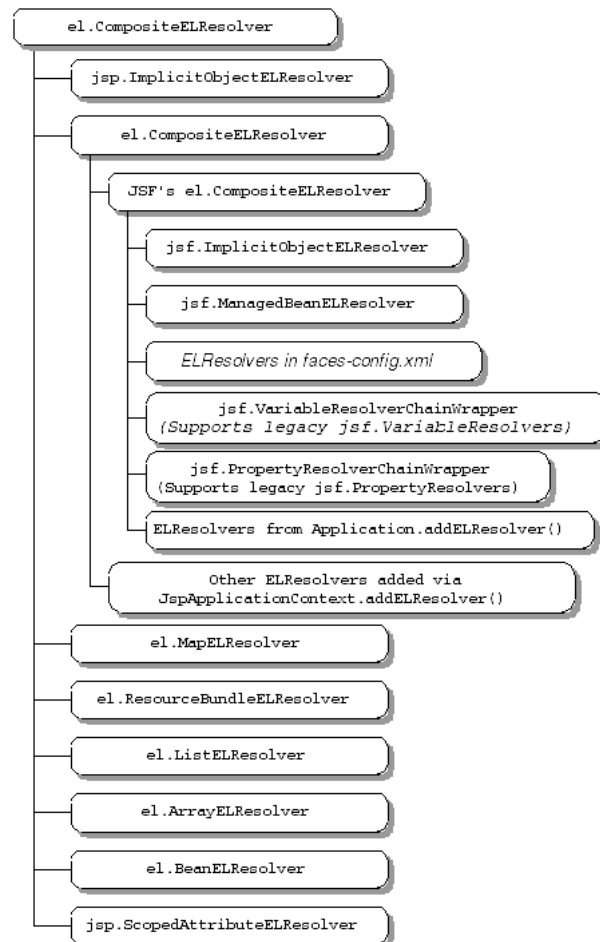 el.CompositeELResolver
jsp.ImplicitObjectELResolver
el.CompositeELResolver
JSF's el.CompositeELResolver
jsf.ImplicitObjectELResolver
jsf.ManagedBeanELResolver
ELResolvers in faces-config.xml
jsf.VariableResolverChainWrapper
(Supports legacy jsf.VariableResolvers)
jsf.PropertyResolverChainWrapper
(Supports legacy jsf.PropertyResolvers)
ELResolvers from Application.addELResolver()
Other ELResolvers added via
JspApplicationContext.addELResolver()
el.MapELResolver
el.ResourceBundleELResolver
el.ListELResolver
el.ArrayELResolver
el.BeanELResolver
jsp.ScopedAttributeELResolver